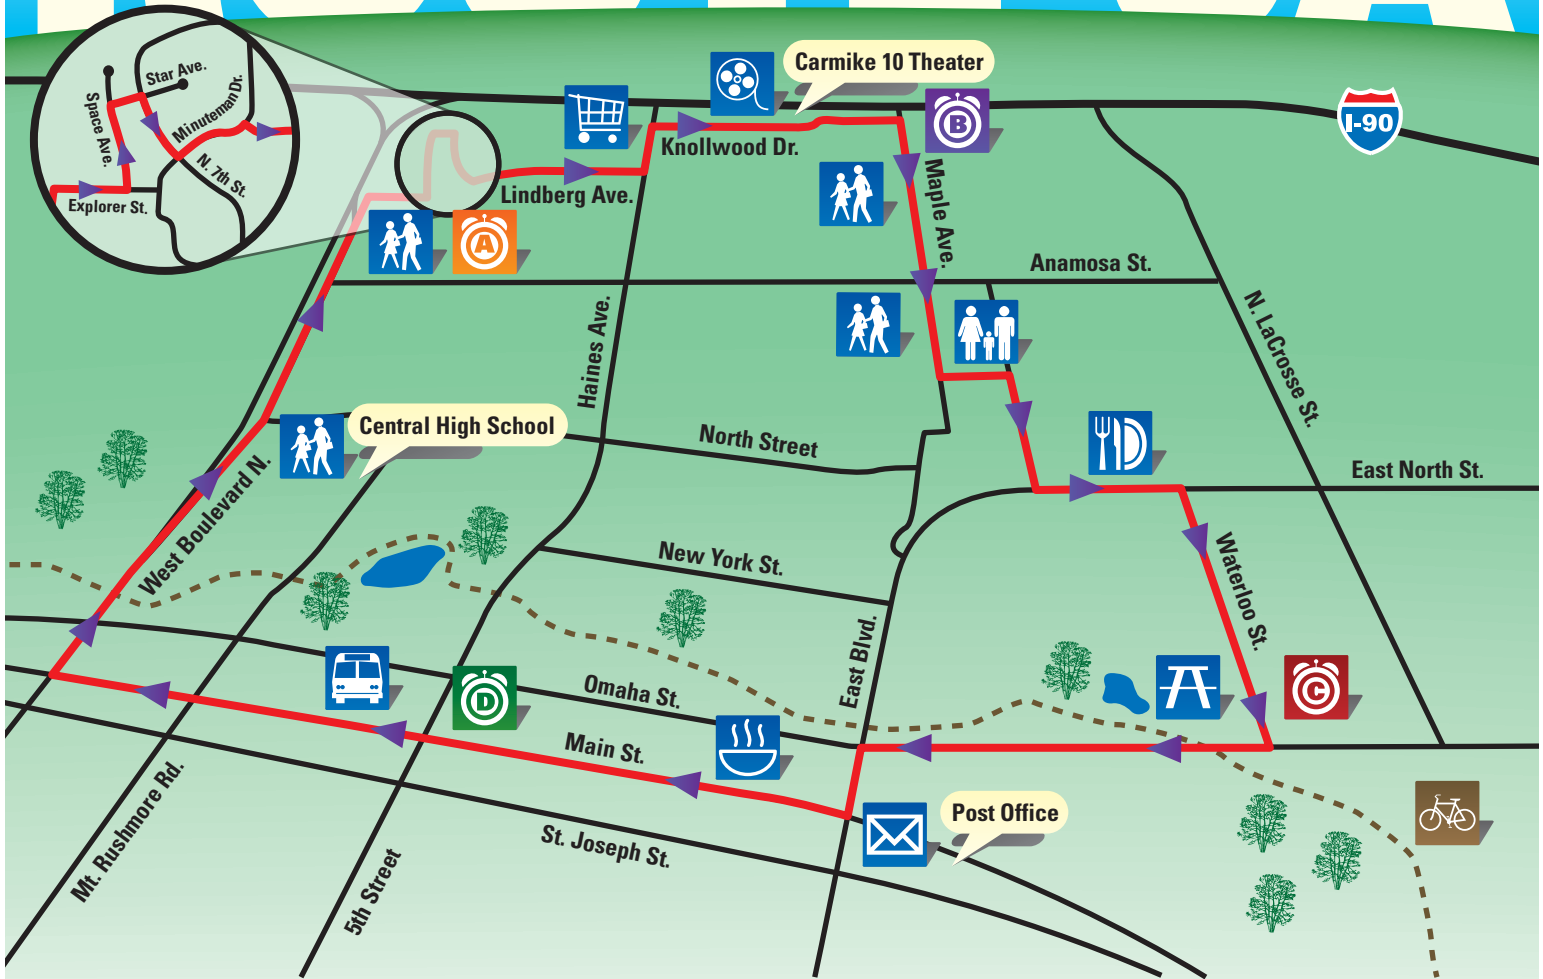 Carmike 10 Theater
Star Ave.
Space Ave.
Minuteman Dr.
N. 7th St.
Explorer St.
B
I-90
Knollwood Dr.
Lindberg Ave.
Maple Ave.
A
Anamosa St.
Haines Ave.
N. LaCrosse St.
Central High School
North Street
East North St.
West Boulevard N.
New York St.
Waterloo St.
East Blvd.
Omaha St.
D
C
Main St.
Mt. Rushmore Rd.
Post Office
St. Joseph St.
5th Street